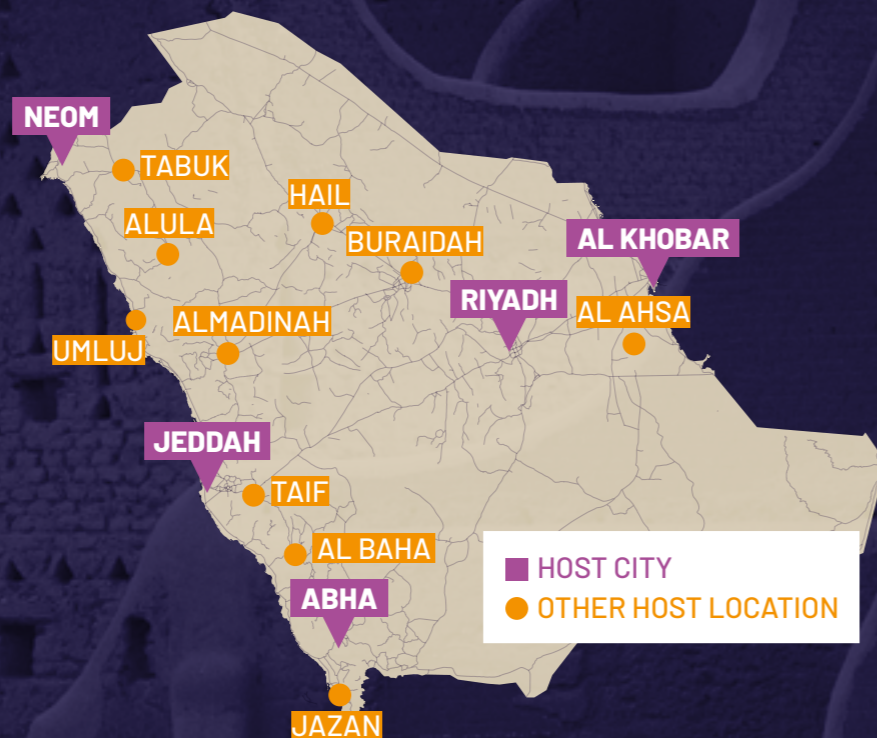 NEOM
TABUK
HAIL
ALULA
BURAIDAH
AL KHOBAR
RIYADH
AL AHSA
ALMADINAH
UMLUJ
JEDDAH
TAIF
AL BAHA
ABHA
JAZAN
HOST CITY
OTHER HOST LOCATION